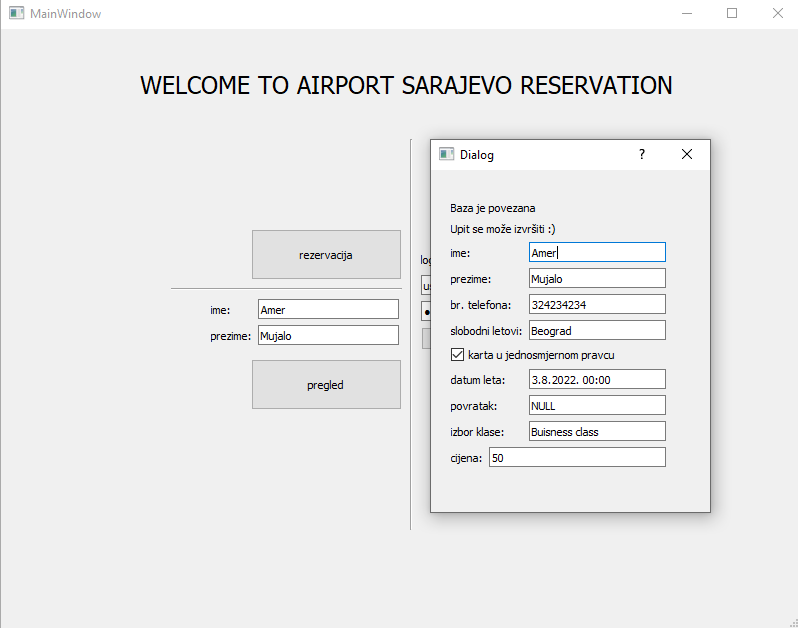 MainWindow
WELCOME TO AIRPORT SARAJEVO RESERVATION
rezervacija
ime: Amer
prezime: Mujalo
pregled
Dialog
?
Baza je povezana
Upit se može izvršiti :)
ime: Amer
prezime: Mujalo
br. telefona: 324234234
slobodni letovi: Beograd
karta u jednosmjernom pravcu
datum leta: 3.8.2022. 00:00
povratak: NULL
izbor klase: Buisness class
cijena: 50